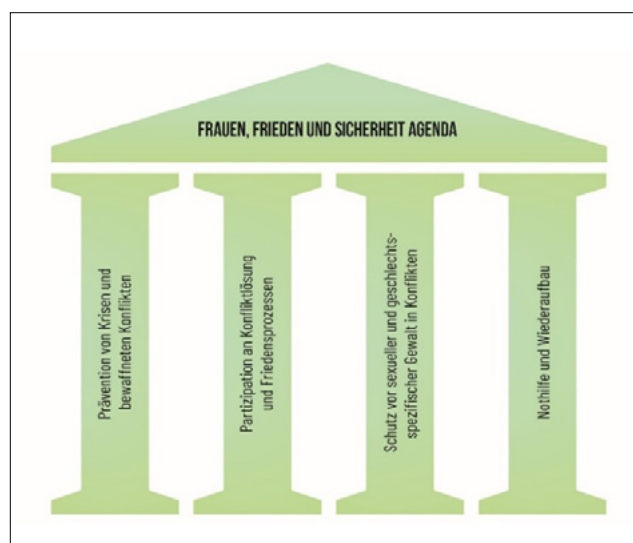 FRAUEN, FRIEDEN UND SICHERHEIT AGENDA
Prävention von Krisen und
bewaffneten Konflikten
Partizipation an Konfliktlösung
und Friedensprozessen
Schutz vor sexueller und geschlechts-
spezifischer Gewalt in Konflikten
Nothilfe und Wiederaufbau